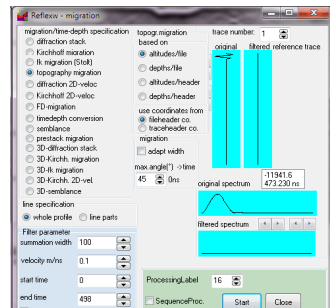 Reflexw - migration
migration/time-depth specification
diffraction stack
Kirchhoff migration
fk migration (Stolt)
topography migration
diffraction 2D-veloc
Kirchhoff 2D-veloc
FD-migration
timedepth conversion
semblance
prestack migration
3D-diffraction stack
3D-Kirchh. migration
3D-fk migration
3D-Kirchh. 2D-vel.
3D-semblance
topogr.migration
based on
altitudes/file
depths/file
altitudes/header
depths/header
use coordinates from
fileheader co.
traceheader co.
migration
adapt width
max.angle(°) ->time
45 0ns
trace number: 1
original filtered reference trace
-11941.6
473.230 ns
original spectrum
filtered spectrum
line specification
whole profile line parts
Filter parameter
summation width 100
velocity m/ns 0.1
start time 0
end time 498
ProcessingLabel 16
SequenceProc. Start Close